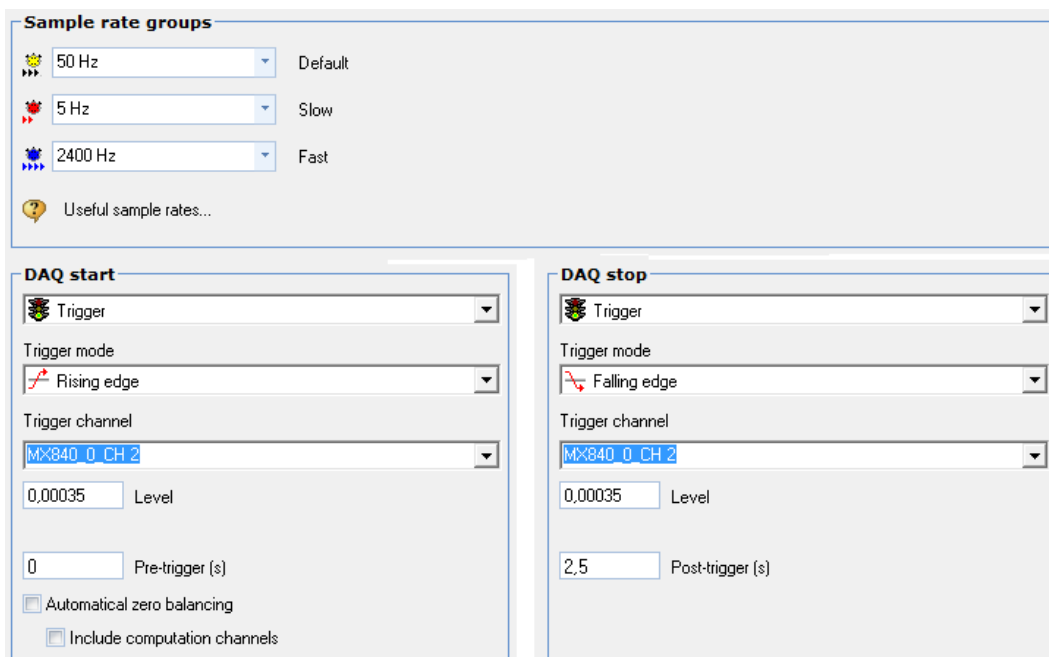 Sample rate groups
50 Hz Default
5 Hz Slow
2400 Hz Fast
Useful sample rates...
DAQ start
Trigger
Trigger mode
Rising edge
Trigger channel
MX840_0_CH 2
0,00035 Level
0 Pre-trigger (s)
Automatical zero balancing
Include computation channels
DAQ stop
Trigger
Trigger mode
Falling edge
Trigger channel
MX840_0_CH 2
0,00035 Level
2,5 Post-trigger (s)